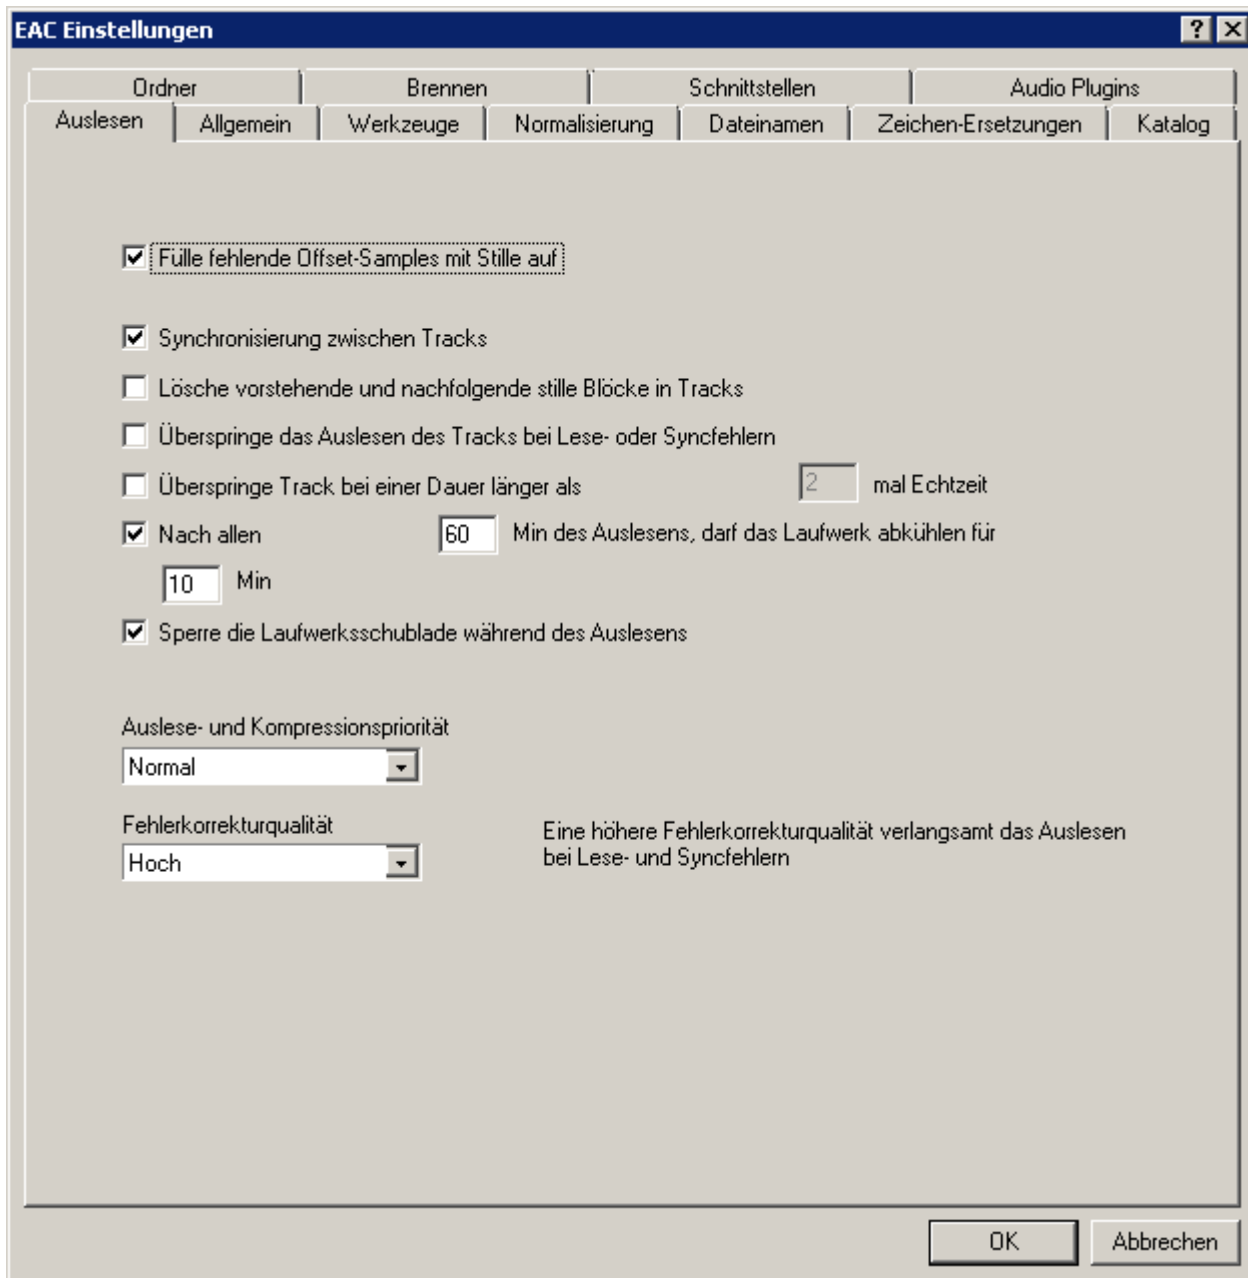 EAC Einstellungen
Ordner Brennen Schnittstellen Audio Plugins
Auslesen Allgemein Werkzeuge Normalisierung Dateinamen Zeichen-Ersetzungen Katalog
Fülle fehlende Offset-Samples mit Stille auf
Synchronisierung zwischen Tracks
Lösche vorstehende und nachfolgende stille Blöcke in Tracks
Überspringe das Auslesen des Tracks bei Lese- oder Syncfehlern
Überspringe Track bei einer Dauer länger als 2 mal Echtzeit
Nach allen 60 Min des Auslesens, darf das Laufwerk abkühlen für
10 Min
Sperre die Laufwerksschublade während des Auslesens
Auslese- und Kompressionspriorität
Normal
Fehlerkorrekturqualität
Hoch
Eine höhere Fehlerkorrekturqualität verlangsamt das Auslesen
bei Lese- und Syncfehlern
OK Abbrechen